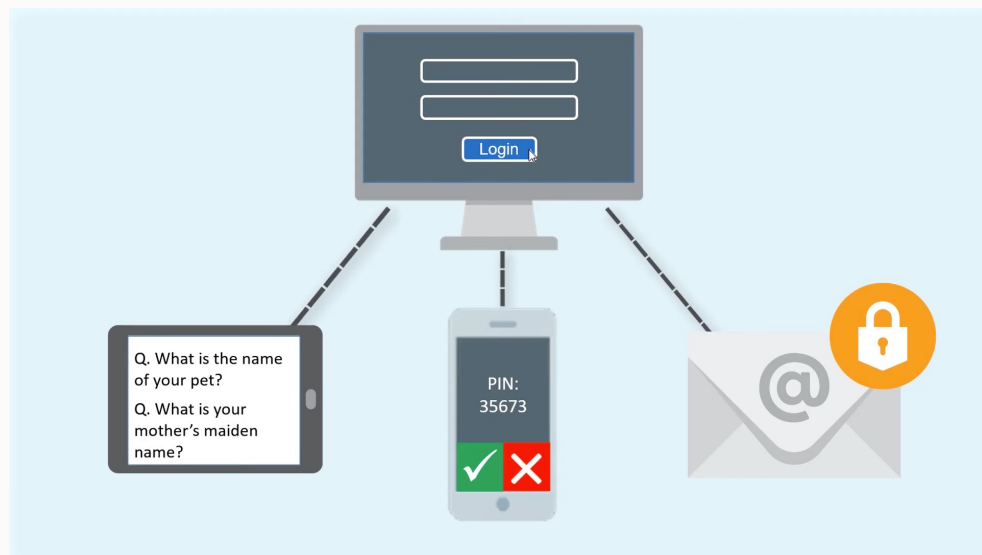 Login
Q. What is the name
of your pet?
Q. What is your
mother's maiden
name?
PIN:
35673
@